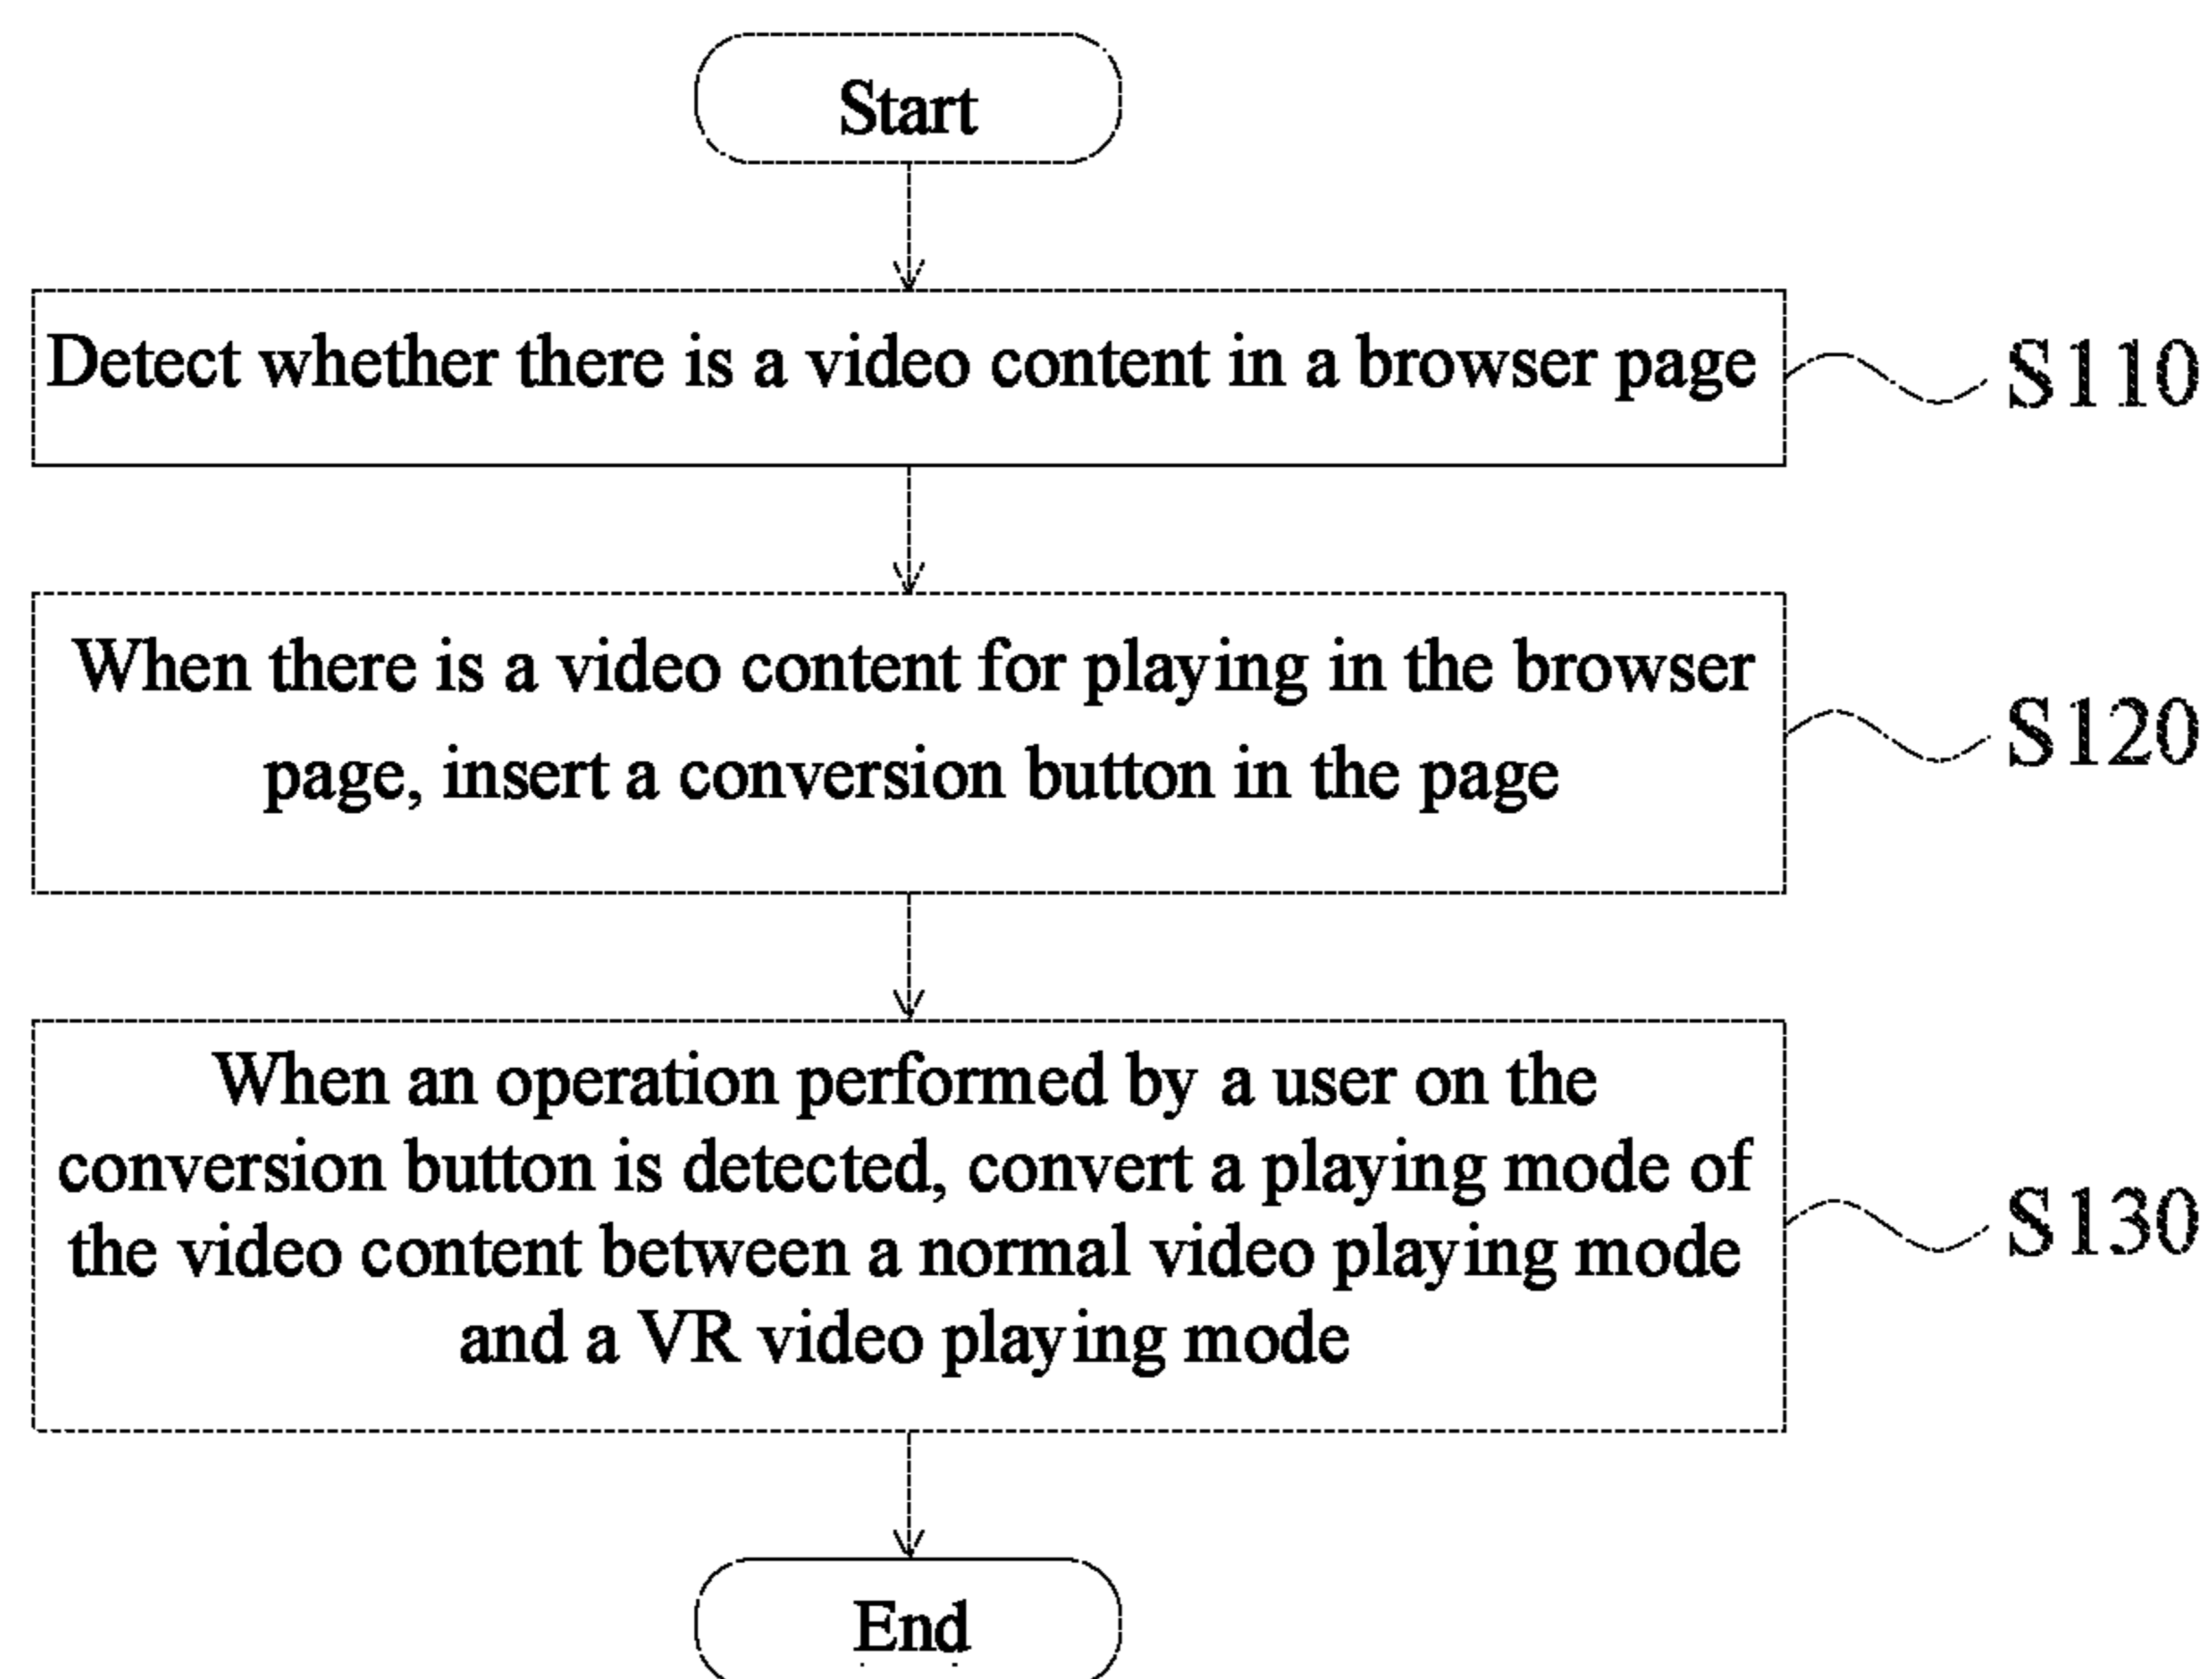 Start
Detect whether there is a video content in a browser page
S110
When there is a video content for playing in the browser
page, insert a conversion button in the page
S120
When an operation performed by a user on the
conversion button is detected, convert a playing mode of
the video content between a normal video playing mode
and a VR video playing mode
S130
End